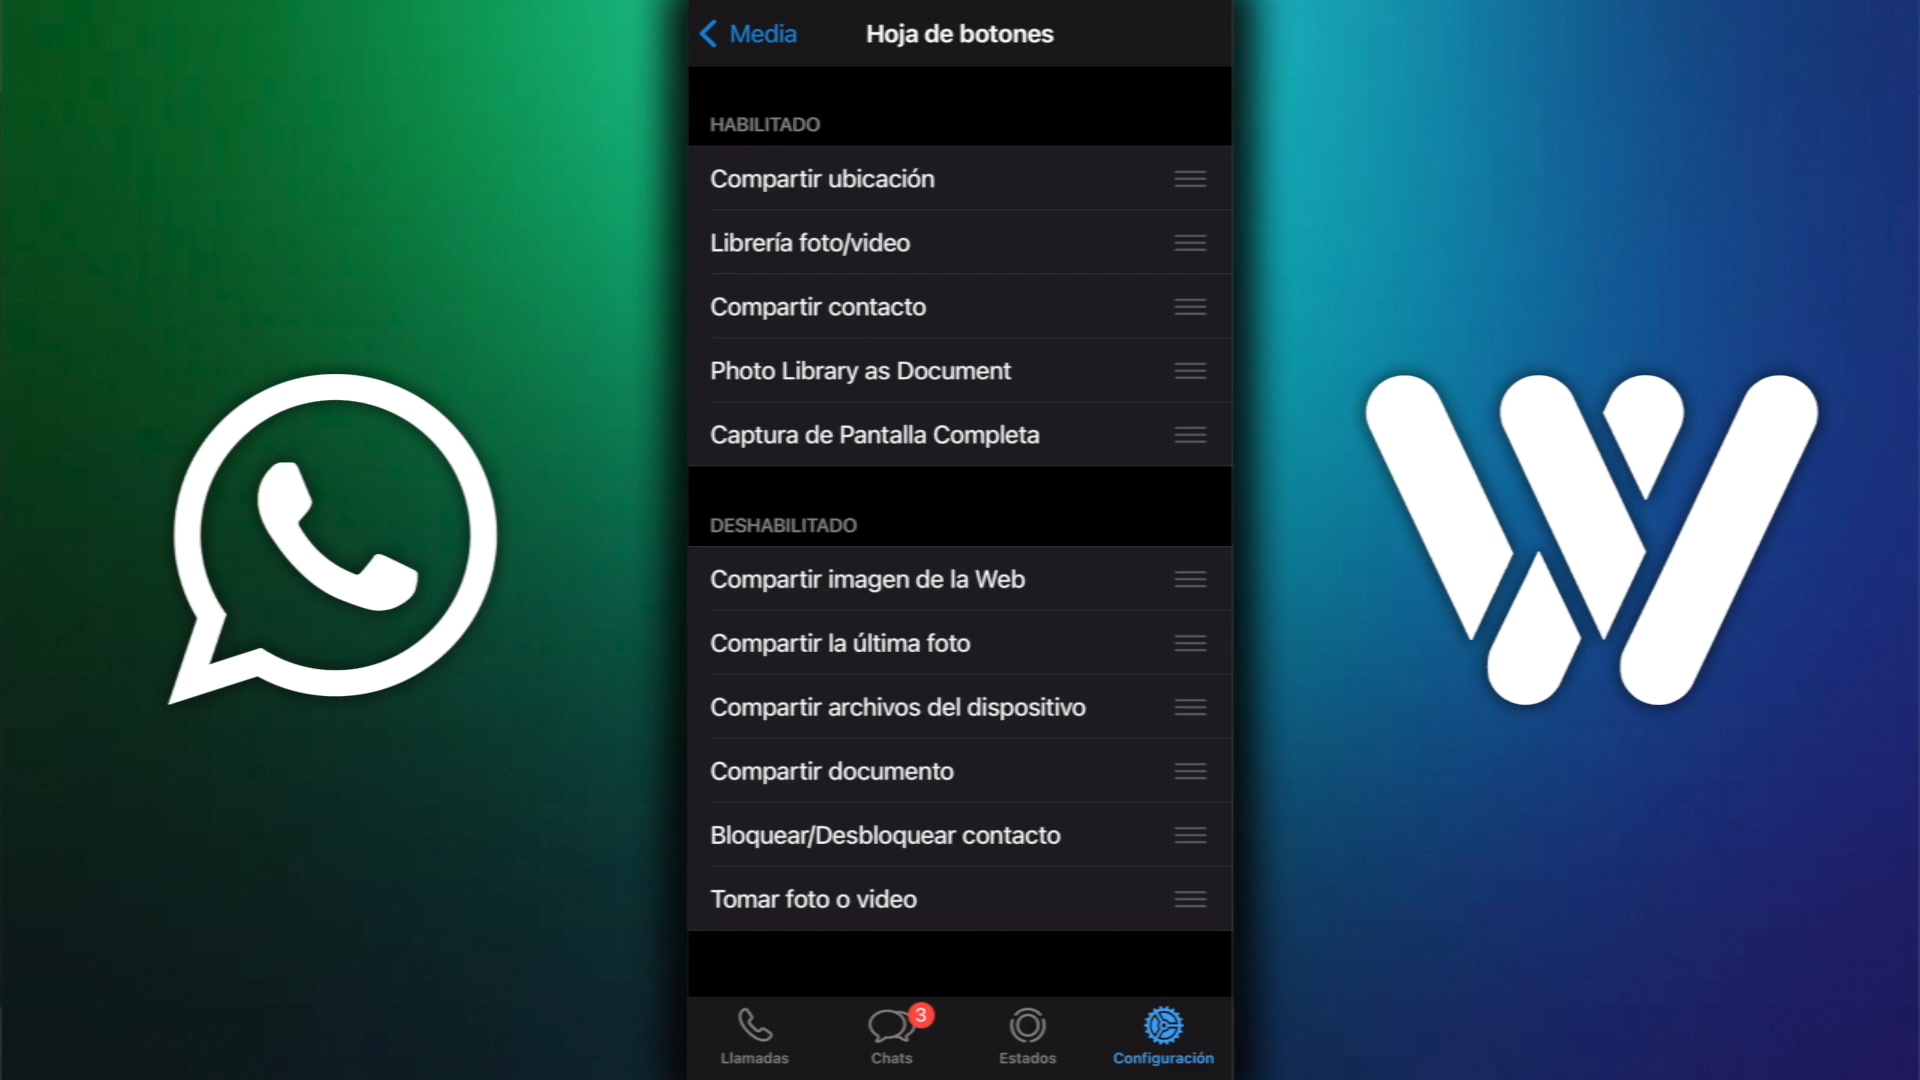 Media
Hoja de botones
HABILITADO
Compartir ubicación
Librería foto/video
Compartir contacto
Photo Library as Document
Captura de Pantalla Completa
DESHABILITADO
Compartir imagen de la Web
Compartir la última foto
Compartir archivos del dispositivo
Compartir documento
Bloquear/Desbloquear contacto
Tomar foto o video
3
Llamadas
Chats
Estados
Configuración